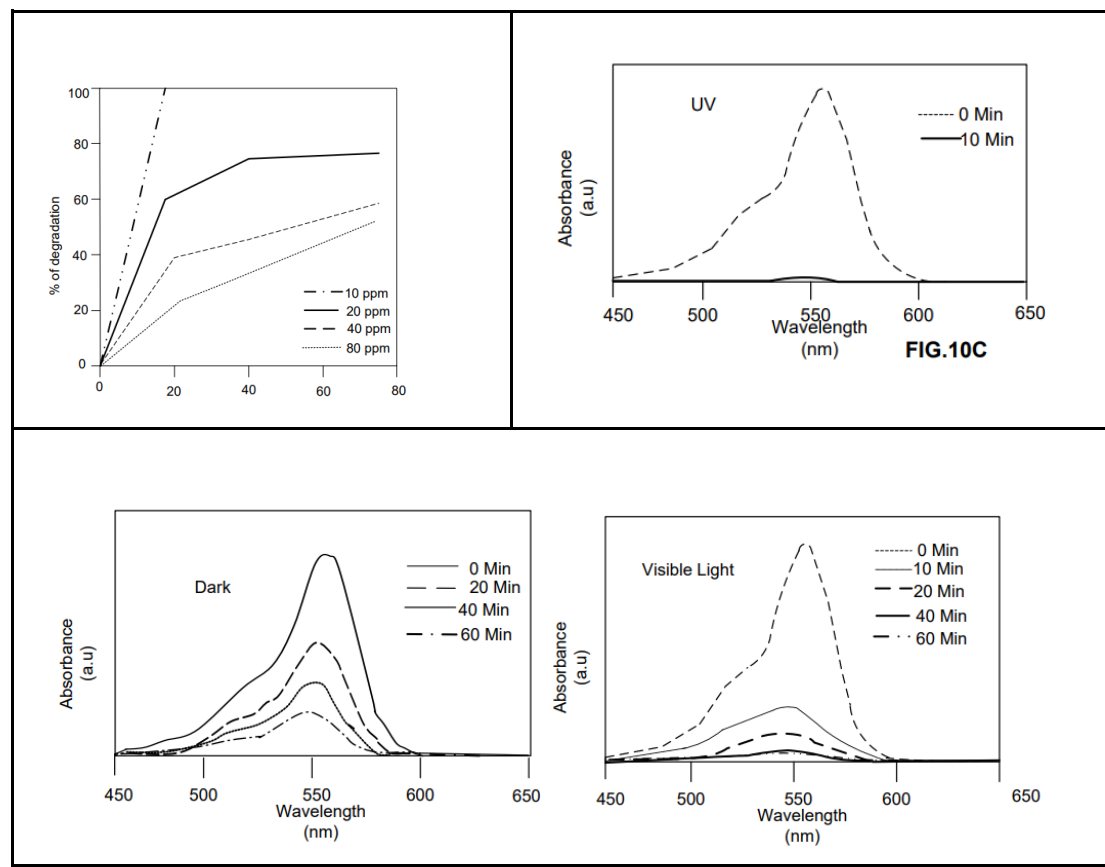 100
80
60
40
20
0
% of degradation
10 ppm
20 ppm
40 ppm
80 ppm
0 20 40 60 80
UV
0 Min
10 Min
Absorbance
(a.u)
450 500 550 600 650
Wavelength
(nm)
FIG.10C
Dark
0 Min
20 Min
40 Min
60 Min
Absorbance
(a.u)
450 500 550 600 650
Wavelength
(nm)
Visible Light
0 Min
10 Min
20 Min
40 Min
60 Min
Absorbance
(a.u)
450 500 550 600 650
Wavelength
(nm)